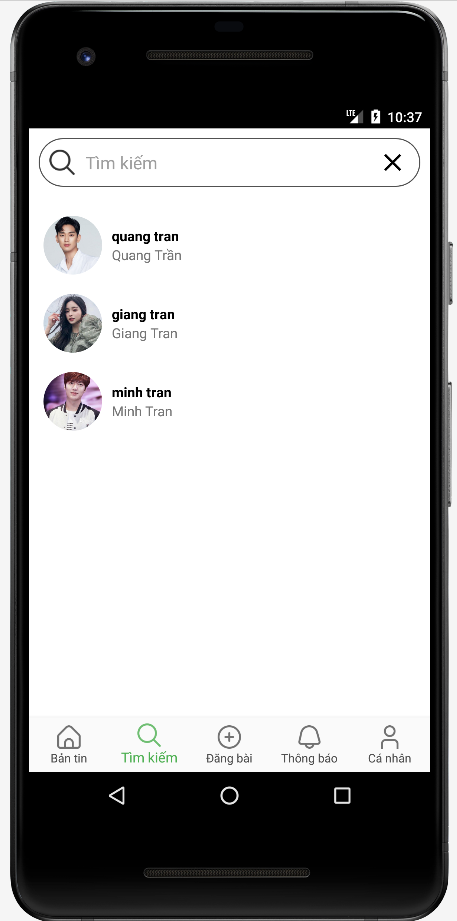 LTE 10:37
Tìm kiếm
quang tran
Quang Trần
giang tran
Giang Tran
minh tran
Minh Tran
Bản tin
Tìm kiếm
Đăng bài
Thông báo
Cá nhân